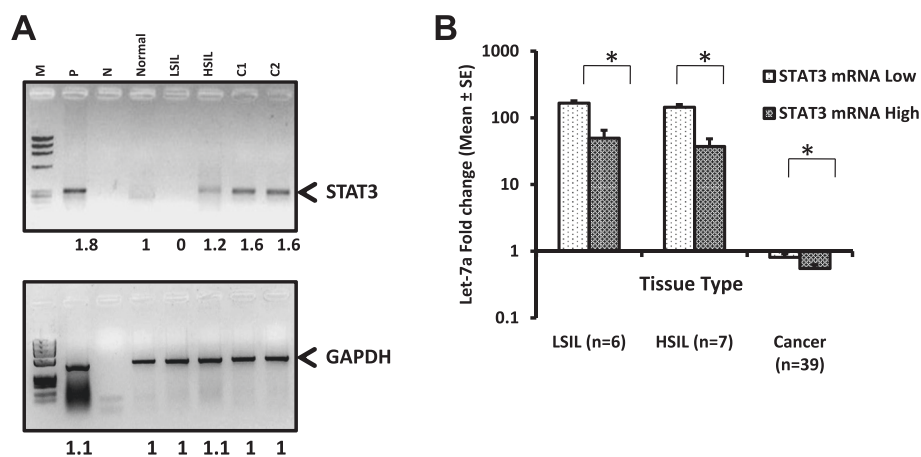 A
M P N Normal LSIL HSIL C1 C2
STAT3
1.8 1 0 1.2 1.6 1.6
GAPDH
1.1 1 1 1.1 1 1
B
Let-7a Fold change (Mean ± SE)
1000
100
10
1
0.1
* * *
STAT3 mRNA Low
STAT3 mRNA High
Tissue Type
LSIL (n=6) HSIL (n=7) Cancer
(n=39)